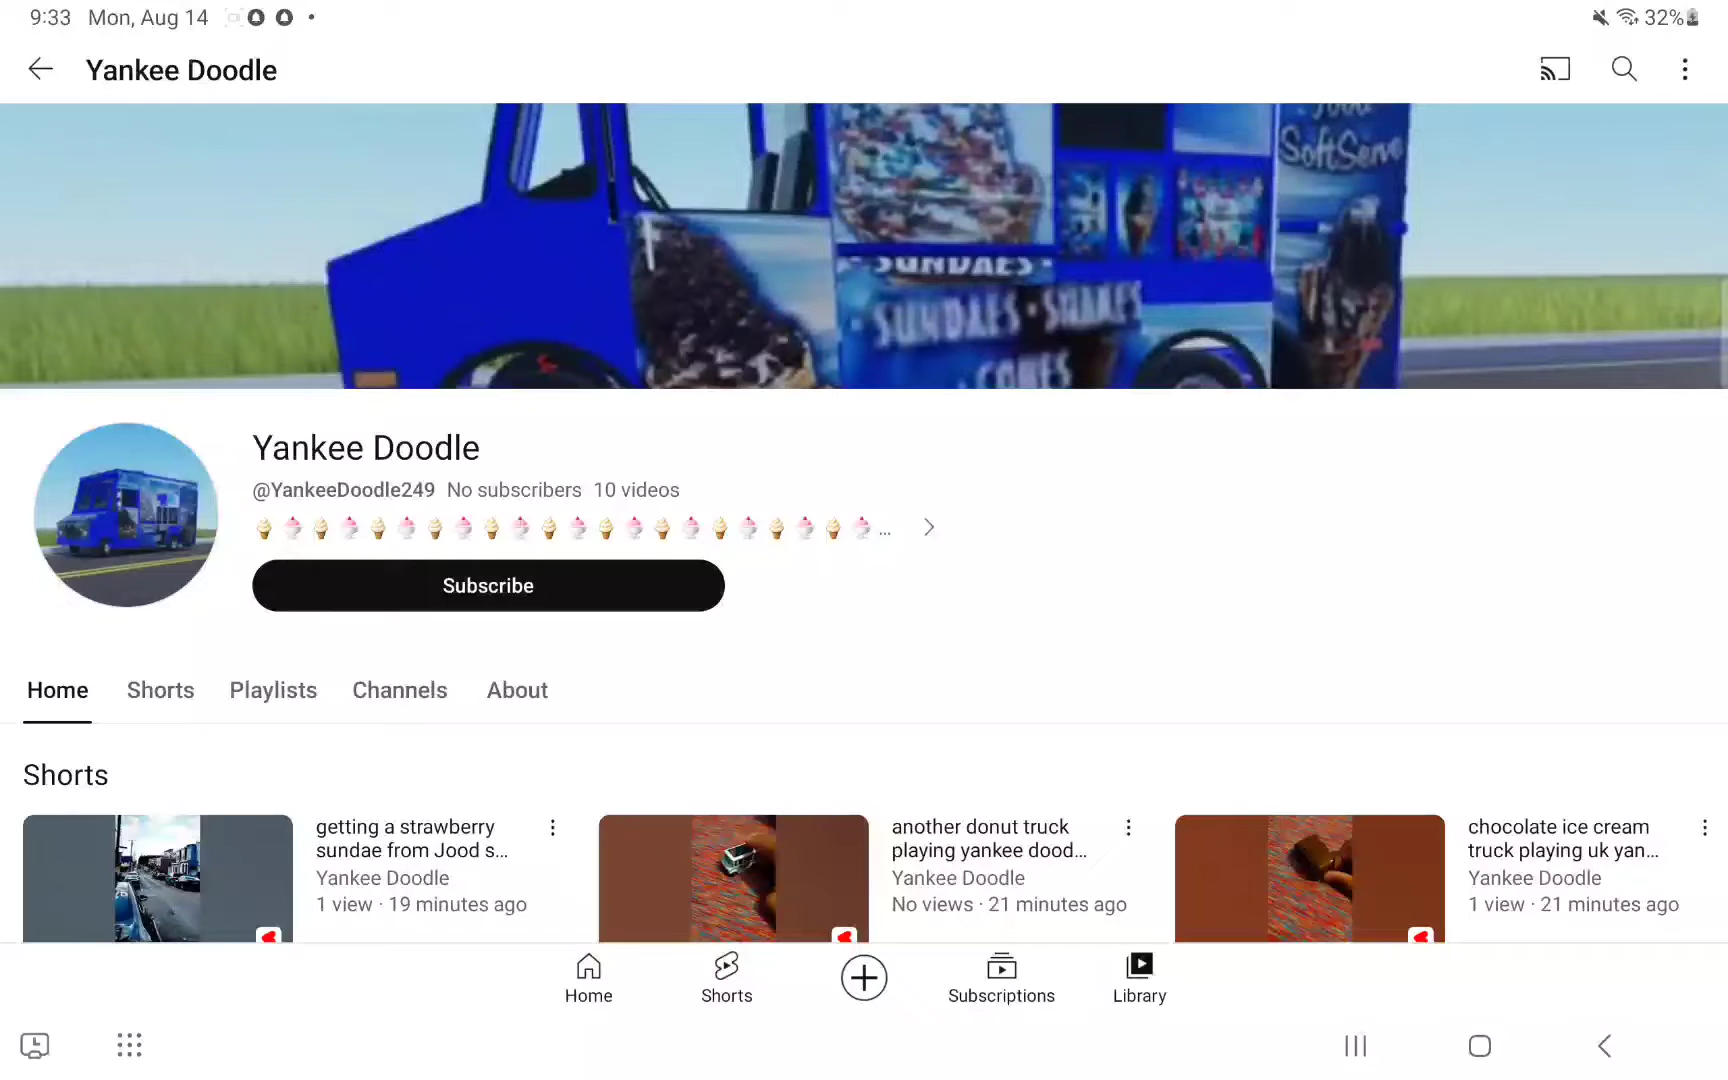 9:33 Mon, Aug 14
32%
Yankee Doodle
Jood
SoftServe
SUNDAES
SUNDAES · SHAKES
CONES
Yankee Doodle
@YankeeDoodle249 No subscribers 10 videos
...
Subscribe
Home Shorts Playlists Channels About
Shorts
getting a strawberry
sundae from Jood s...
Yankee Doodle
1 view · 19 minutes ago
another donut truck
playing yankee dood...
Yankee Doodle
No views · 21 minutes ago
chocolate ice cream
truck playing uk yan...
Yankee Doodle
1 view · 21 minutes ago
Home Shorts Subscriptions Library